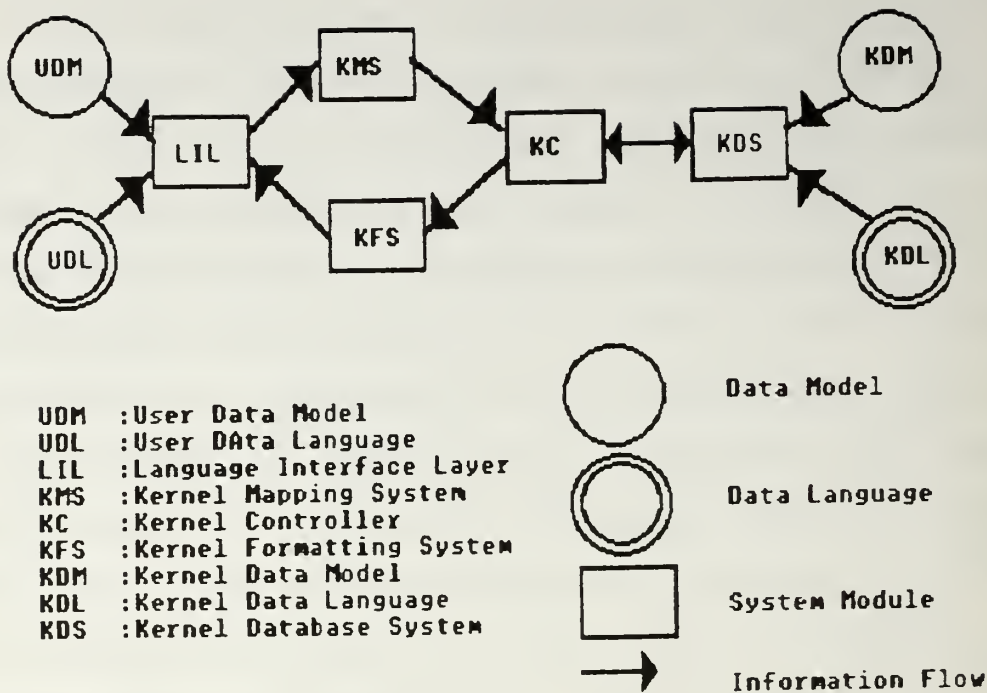 UDM
KMS
KDM
LIL
KC
KDS
UDL
KFS
KDL
UDM :User Data Model
UDL :User DAta Language
LIL :Language Interface Layer
KMS :Kernel Mapping System
KC :Kernel Controller
KFS :Kernel Formatting System
KDM :Kernel Data Model
KDL :Kernel Data Language
KDS :Kernel Database System
Data Model
Data Language
System Module
Information Flow